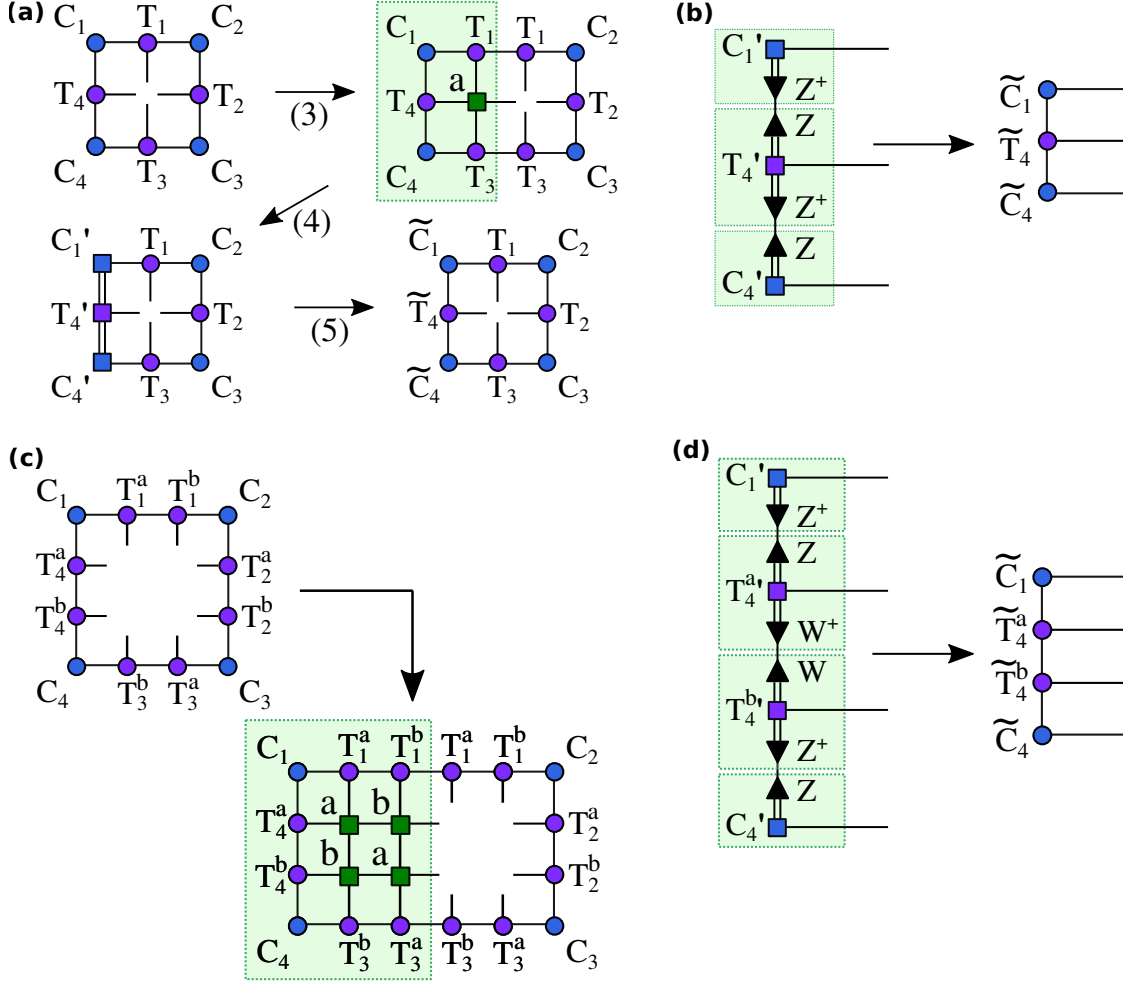 (a)
C₁ T₁ C₂
T₄ T₂
C₄ T₃ C₃
(3)
C₁ T₁ T₁ C₂
a
T₄ T₂
C₄ T₃ T₃ C₃
(4)
C₁' T₁ C₂
T₄' T₂
C₄' T₃ C₃
(5)
C̃₁ T₁ C₂
T̃₄ T₂
C̃₄ T₃ C₃
(b)
C₁'
Z⁺
Z
T₄'
Z⁺
Z
C₄'
C̃₁
T̃₄
C̃₄
(c)
C₁ T₁ᵃ T₁ᵇ C₂
T₄ᵃ T₂ᵃ
T₄ᵇ T₂ᵇ
C₄ T₃ᵇ T₃ᵃ C₃
C₁ T₁ᵃ T₁ᵇ T₁ᵃ T₁ᵇ C₂
a b
T₄ᵃ T₂ᵃ
b a
T₄ᵇ T₂ᵇ
C₄ T₃ᵇ T₃ᵃ T₃ᵇ T₃ᵃ C₃
(d)
C₁'
Z⁺
Z
T₄ᵃ'
W⁺
W
T₄ᵇ'
Z⁺
Z
C₄'
C̃₁
T̃₄ᵃ
T̃₄ᵇ
C̃₄